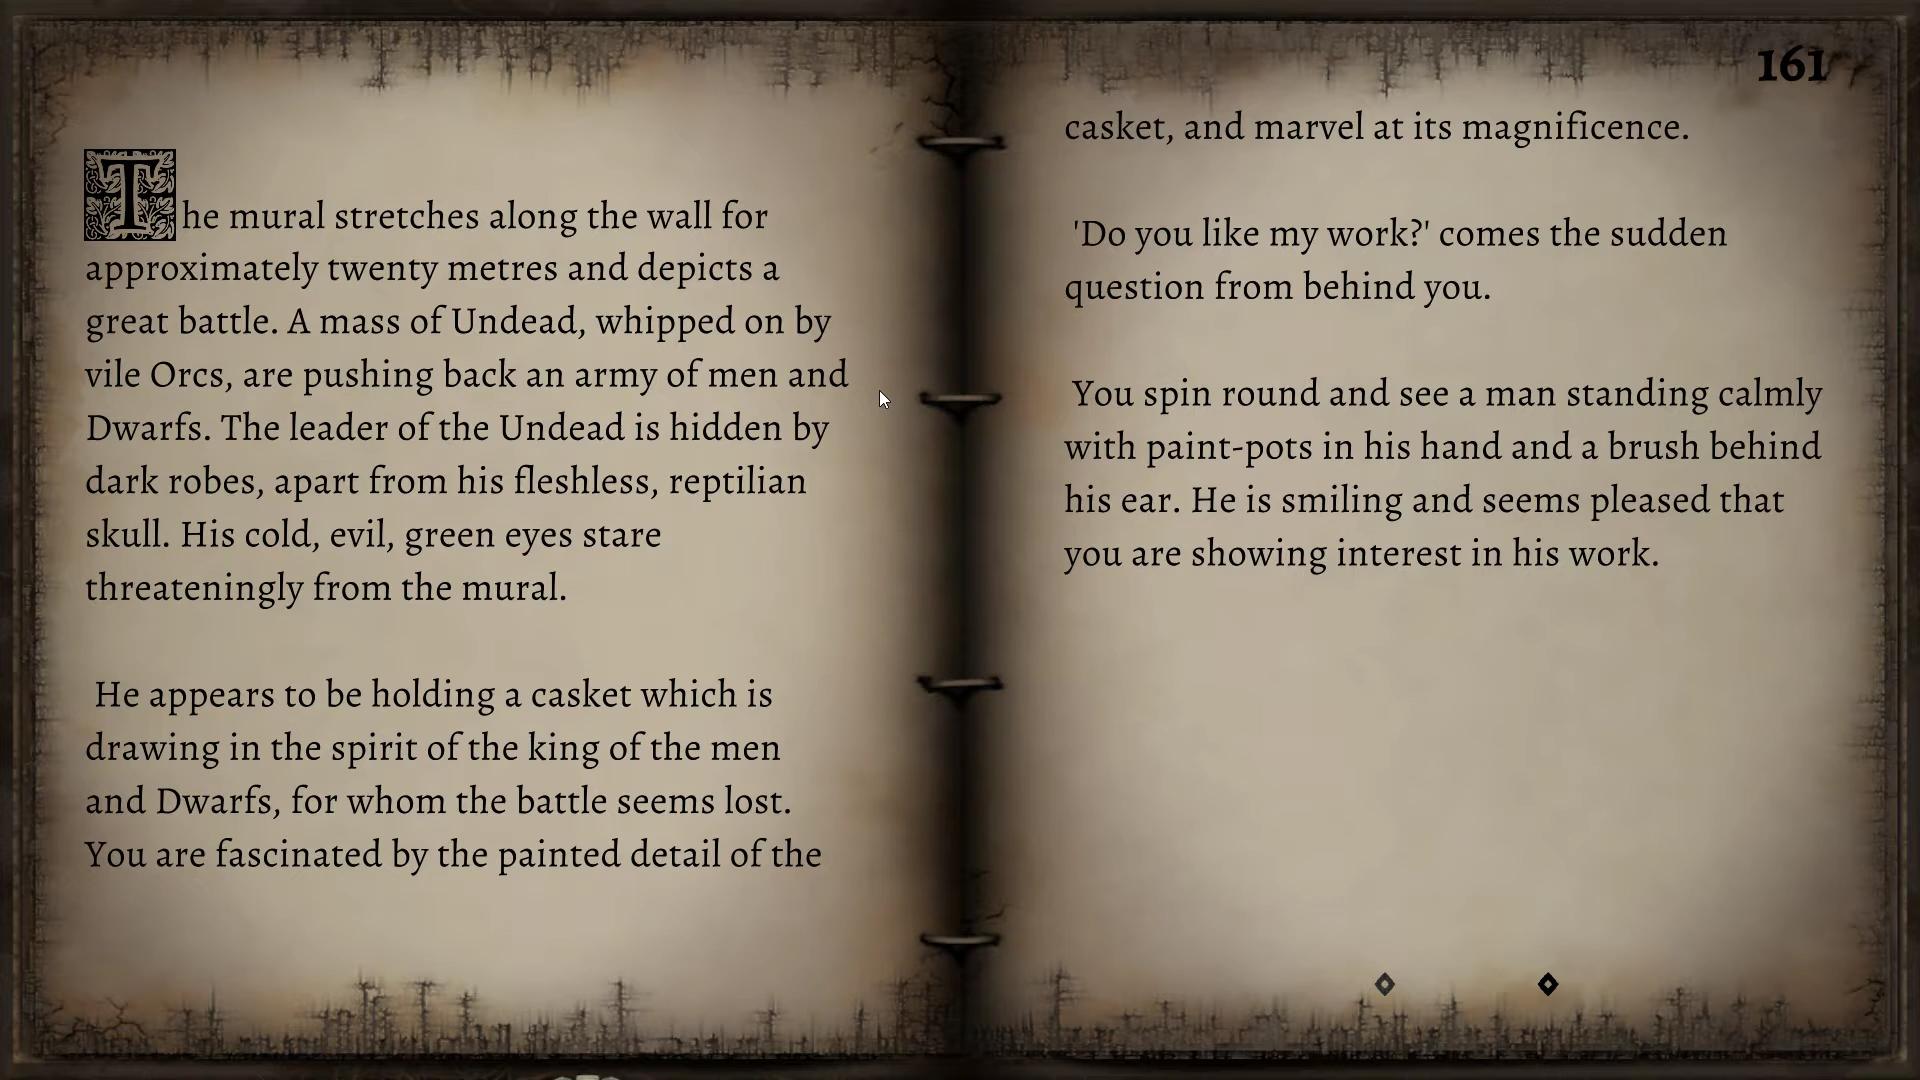 The mural stretches along the wall for
approximately twenty metres and depicts a
great battle. A mass of Undead, whipped on by
vile Orcs, are pushing back an army of men and
Dwarfs. The leader of the Undead is hidden by
dark robes, apart from his fleshless, reptilian
skull. His cold, evil, green eyes stare
threateningly from the mural.
He appears to be holding a casket which is
drawing in the spirit of the king of the men
and Dwarfs, for whom the battle seems lost.
You are fascinated by the painted detail of the
161
casket, and marvel at its magnificence.
'Do you like my work?' comes the sudden
question from behind you.
You spin round and see a man standing calmly
with paint-pots in his hand and a brush behind
his ear. He is smiling and seems pleased that
you are showing interest in his work.